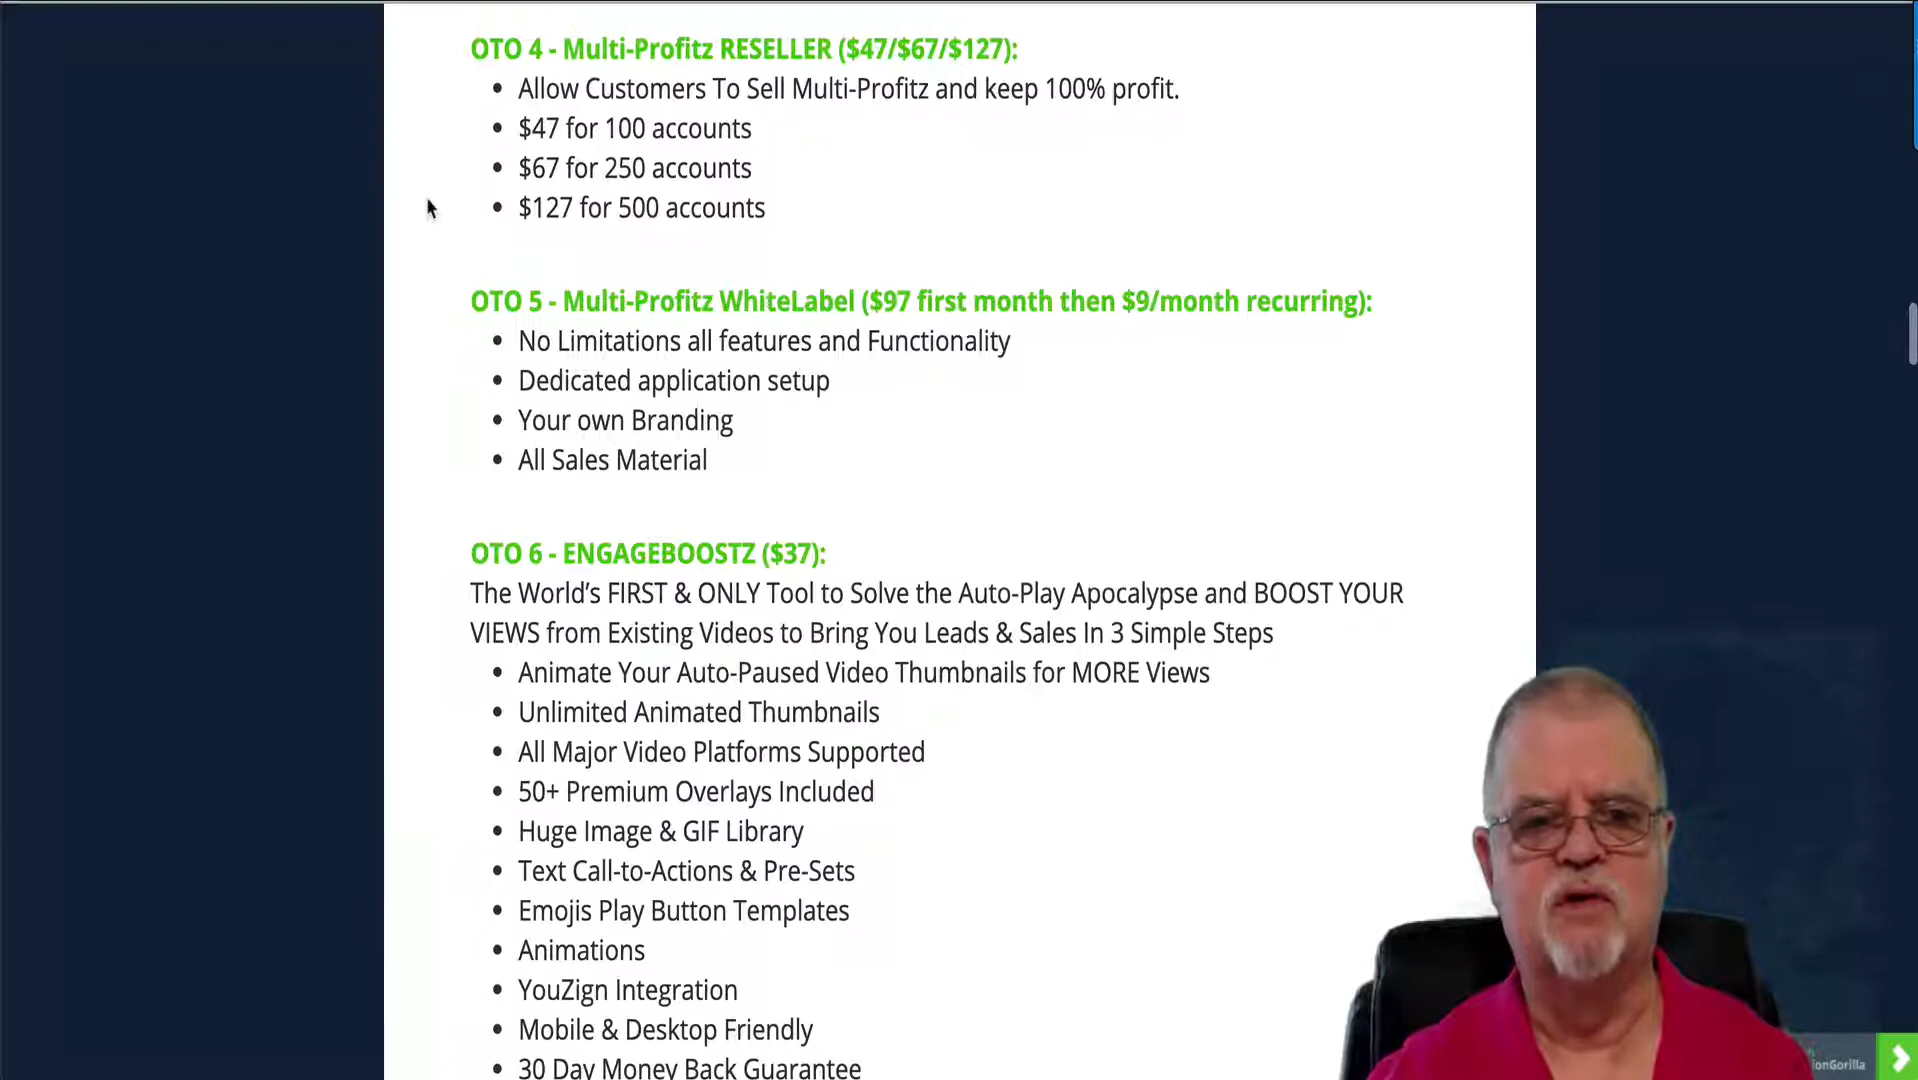 OTO 4 - Multi-Profitz RESELLER ($47/$67/$127):
• Allow Customers To Sell Multi-Profitz and keep 100% profit.
• $47 for 100 accounts
• $67 for 250 accounts
• $127 for 500 accounts
OTO 5 - Multi-Profitz WhiteLabel ($97 first month then $9/month recurring):
• No Limitations all features and Functionality
• Dedicated application setup
• Your own Branding
• All Sales Material
OTO 6 - ENGAGEBOOSTZ ($37):
The World’s FIRST & ONLY Tool to Solve the Auto-Play Apocalypse and BOOST YOUR
VIEWS from Existing Videos to Bring You Leads & Sales In 3 Simple Steps
• Animate Your Auto-Paused Video Thumbnails for MORE Views
• Unlimited Animated Thumbnails
• All Major Video Platforms Supported
• 50+ Premium Overlays Included
• Huge Image & GIF Library
• Text Call-to-Actions & Pre-Sets
• Emojis Play Button Templates
• Animations
• YouZign Integration
• Mobile & Desktop Friendly
• 30 Day Money Back Guarantee
ionGorilla